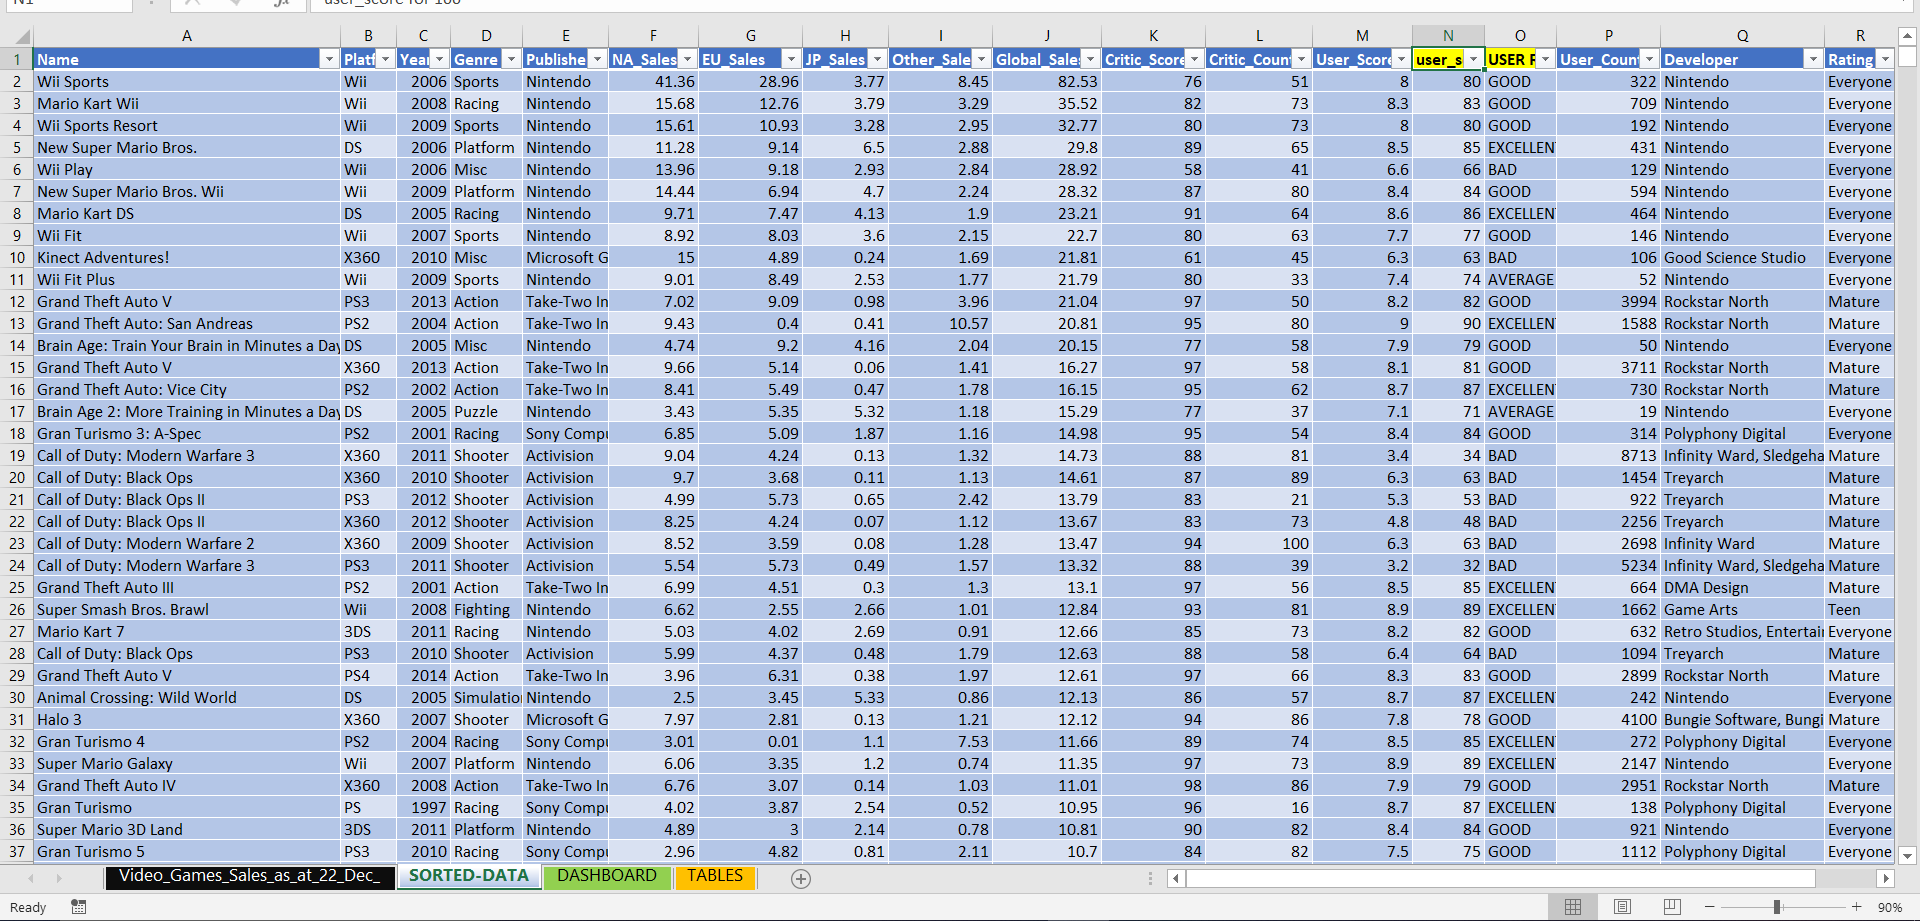 N1 fx user_score for 100
A B C D E F G H I J K L M N O P Q R
1 Name Platf Year Genre Publishe NA_Sales EU_Sales JP_Sales Other_Sale Global_Sale Critic_Score Critic_Coun User_Score user_s USER R User_Coun Developer Rating
2 Wii Sports Wii 2006 Sports Nintendo 41.36 28.96 3.77 8.45 82.53 76 51 8 80 GOOD 322 Nintendo Everyone
3 Mario Kart Wii Wii 2008 Racing Nintendo 15.68 12.76 3.79 3.29 35.52 82 73 8.3 83 GOOD 709 Nintendo Everyone
4 Wii Sports Resort Wii 2009 Sports Nintendo 15.61 10.93 3.28 2.95 32.77 80 73 8 80 GOOD 192 Nintendo Everyone
5 New Super Mario Bros. DS 2006 Platform Nintendo 11.28 9.14 6.5 2.88 29.8 89 65 8.5 85 EXCELLEN 431 Nintendo Everyone
6 Wii Play Wii 2006 Misc Nintendo 13.96 9.18 2.93 2.84 28.92 58 41 6.6 66 BAD 129 Nintendo Everyone
7 New Super Mario Bros. Wii Wii 2009 Platform Nintendo 14.44 6.94 4.7 2.24 28.32 87 80 8.4 84 GOOD 594 Nintendo Everyone
8 Mario Kart DS DS 2005 Racing Nintendo 9.71 7.47 4.13 1.9 23.21 91 64 8.6 86 EXCELLEN 464 Nintendo Everyone
9 Wii Fit Wii 2007 Sports Nintendo 8.92 8.03 3.6 2.15 22.7 80 63 7.7 77 GOOD 146 Nintendo Everyone
10 Kinect Adventures! X360 2010 Misc Microsoft G 15 4.89 0.24 1.69 21.81 61 45 6.3 63 BAD 106 Good Science Studio Everyone
11 Wii Fit Plus Wii 2009 Sports Nintendo 9.01 8.49 2.53 1.77 21.79 80 33 7.4 74 AVERAGE 52 Nintendo Everyone
12 Grand Theft Auto V PS3 2013 Action Take-Two In 7.02 9.09 0.98 3.96 21.04 97 50 8.2 82 GOOD 3994 Rockstar North Mature
13 Grand Theft Auto: San Andreas PS2 2004 Action Take-Two In 9.43 0.4 0.41 10.57 20.81 95 80 9 90 EXCELLEN 1588 Rockstar North Mature
14 Brain Age: Train Your Brain in Minutes a Day DS 2005 Misc Nintendo 4.74 9.2 4.16 2.04 20.15 77 58 7.9 79 GOOD 50 Nintendo Everyone
15 Grand Theft Auto V X360 2013 Action Take-Two In 9.66 5.14 0.06 1.41 16.27 97 58 8.1 81 GOOD 3711 Rockstar North Mature
16 Grand Theft Auto: Vice City PS2 2002 Action Take-Two In 8.41 5.49 0.47 1.78 16.15 95 62 8.7 87 EXCELLEN 730 Rockstar North Mature
17 Brain Age 2: More Training in Minutes a Day DS 2005 Puzzle Nintendo 3.43 5.35 5.32 1.18 15.29 77 37 7.1 71 AVERAGE 19 Nintendo Everyone
18 Gran Turismo 3: A-Spec PS2 2001 Racing Sony Compu 6.85 5.09 1.87 1.16 14.98 95 54 8.4 84 GOOD 314 Polyphony Digital Everyone
19 Call of Duty: Modern Warfare 3 X360 2011 Shooter Activision 9.04 4.24 0.13 1.32 14.73 88 81 3.4 34 BAD 8713 Infinity Ward, Sledgeha Mature
20 Call of Duty: Black Ops X360 2010 Shooter Activision 9.7 3.68 0.11 1.13 14.61 87 89 6.3 63 BAD 1454 Treyarch Mature
21 Call of Duty: Black Ops II PS3 2012 Shooter Activision 4.99 5.73 0.65 2.42 13.79 83 21 5.3 53 BAD 922 Treyarch Mature
22 Call of Duty: Black Ops II X360 2012 Shooter Activision 8.25 4.24 0.07 1.12 13.67 83 73 4.8 48 BAD 2256 Treyarch Mature
23 Call of Duty: Modern Warfare 2 X360 2009 Shooter Activision 8.52 3.59 0.08 1.28 13.47 94 100 6.3 63 BAD 2698 Infinity Ward Mature
24 Call of Duty: Modern Warfare 3 PS3 2011 Shooter Activision 5.54 5.73 0.49 1.57 13.32 88 39 3.2 32 BAD 5234 Infinity Ward, Sledgeha Mature
25 Grand Theft Auto III PS2 2001 Action Take-Two In 6.99 4.51 0.3 1.3 13.1 97 56 8.5 85 EXCELLEN 664 DMA Design Mature
26 Super Smash Bros. Brawl Wii 2008 Fighting Nintendo 6.62 2.55 2.66 1.01 12.84 93 81 8.9 89 EXCELLEN 1662 Game Arts Teen
27 Mario Kart 7 3DS 2011 Racing Nintendo 5.03 4.02 2.69 0.91 12.66 85 73 8.2 82 GOOD 632 Retro Studios, Entertai Everyone
28 Call of Duty: Black Ops PS3 2010 Shooter Activision 5.99 4.37 0.48 1.79 12.63 88 58 6.4 64 BAD 1094 Treyarch Mature
29 Grand Theft Auto V PS4 2014 Action Take-Two In 3.96 6.31 0.38 1.97 12.61 97 66 8.3 83 GOOD 2899 Rockstar North Mature
30 Animal Crossing: Wild World DS 2005 Simulatio Nintendo 2.5 3.45 5.33 0.86 12.13 86 57 8.7 87 EXCELLEN 242 Nintendo Everyone
31 Halo 3 X360 2007 Shooter Microsoft G 7.97 2.81 0.13 1.21 12.12 94 86 7.8 78 GOOD 4100 Bungie Software, Bungi Mature
32 Gran Turismo 4 PS2 2004 Racing Sony Compu 3.01 0.01 1.1 7.53 11.66 89 74 8.5 85 EXCELLEN 272 Polyphony Digital Everyone
33 Super Mario Galaxy Wii 2007 Platform Nintendo 6.06 3.35 1.2 0.74 11.35 97 73 8.9 89 EXCELLEN 2147 Nintendo Everyone
34 Grand Theft Auto IV X360 2008 Action Take-Two In 6.76 3.07 0.14 1.03 11.01 98 86 7.9 79 GOOD 2951 Rockstar North Mature
35 Gran Turismo PS 1997 Racing Sony Compu 4.02 3.87 2.54 0.52 10.95 96 16 8.7 87 EXCELLEN 138 Polyphony Digital Everyone
36 Super Mario 3D Land 3DS 2011 Platform Nintendo 4.89 3 2.14 0.78 10.81 90 82 8.4 84 GOOD 921 Nintendo Everyone
37 Gran Turismo 5 PS3 2010 Racing Sony Compu 2.96 4.82 0.81 2.11 10.7 84 82 7.5 75 GOOD 1112 Polyphony Digital Everyone
Video_Games_Sales_as_at_22_Dec_ SORTED-DATA DASHBOARD TABLES
Ready 90%